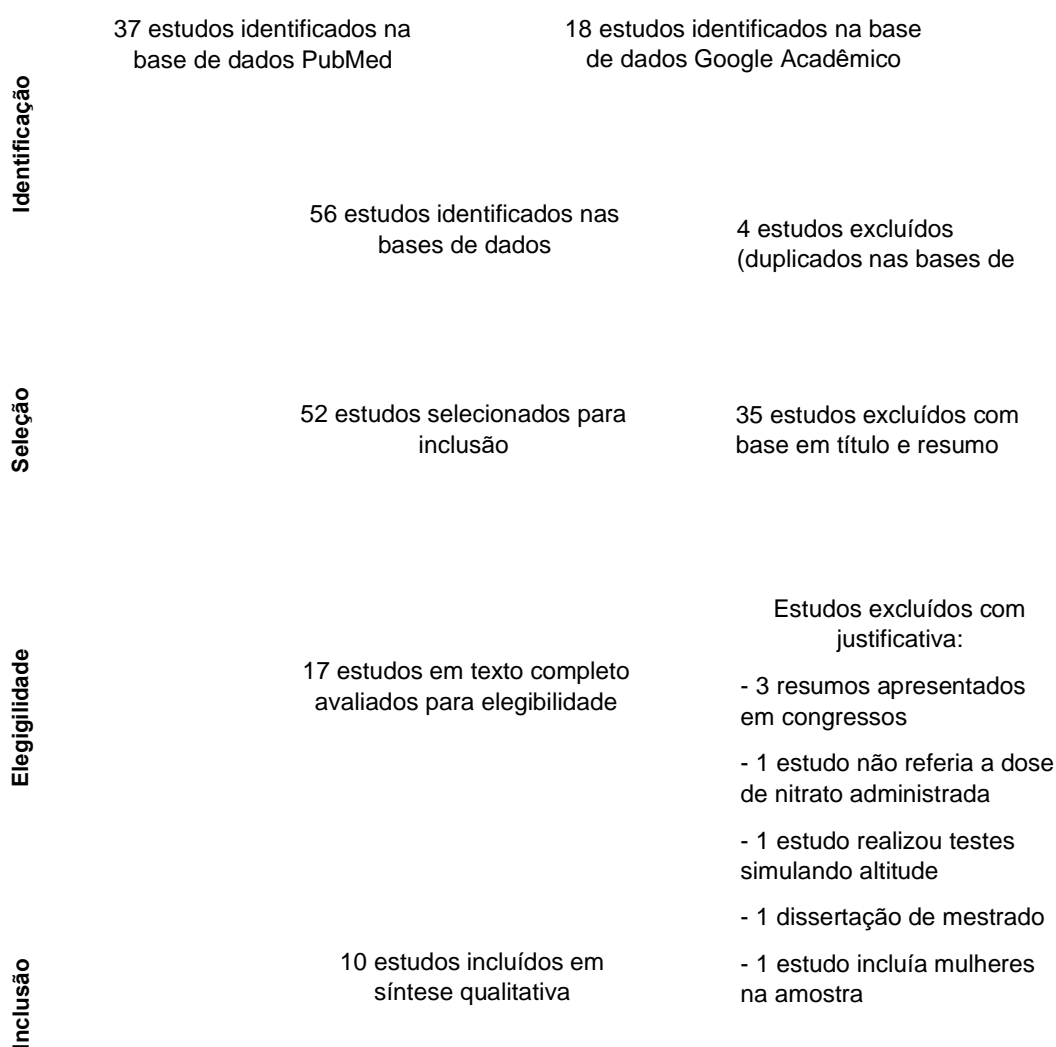 37 estudos identificados na
base de dados PubMed
18 estudos identificados na base
de dados Google Acadêmico
Identificação
56 estudos identificados nas
bases de dados
4 estudos excluídos
(duplicados nas bases de
Seleção
52 estudos selecionados para
inclusão
35 estudos excluídos com
base em título e resumo
Elegigilidade
17 estudos em texto completo
avaliados para elegibilidade
Estudos excluídos com
justificativa:
- 3 resumos apresentados
em congressos
- 1 estudo não referia a dose
de nitrato administrada
- 1 estudo realizou testes
simulando altitude
- 1 dissertação de mestrado
- 1 estudo incluía mulheres
na amostra
Inclusão
10 estudos incluídos em
síntese qualitativa